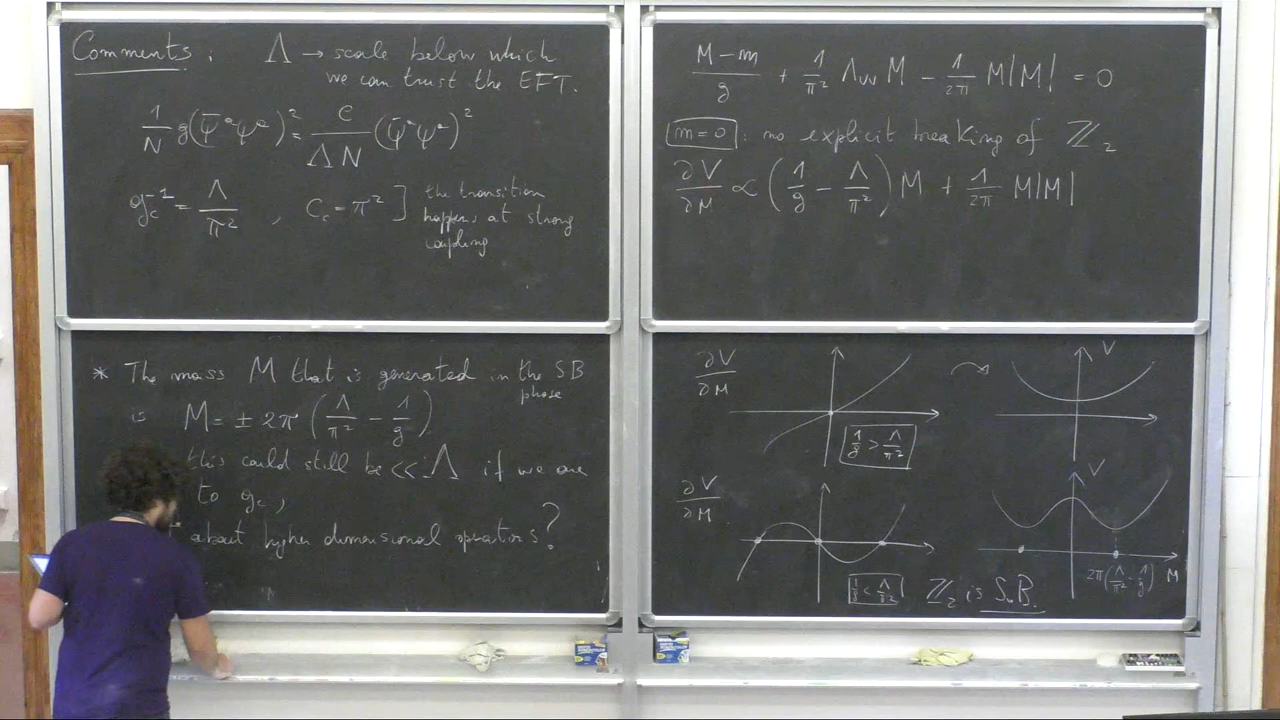 Comments: Λ → scale below which
we can trust the EFT.
1/N g(ψ̄ᵃψᵃ)² = c/ΛN (ψ̄ᵃψᵃ)²
g_c⁻¹ = Λ/π² , C_c = π² ] the transition
happens at strong
coupling
* The mass M that is generated in the SB
phase
is M = ± 2π (Λ/π² − 1/g)
this could still be << Λ if we are
to g_c,
about higher dimensional operators?
M − m/g + 1/π² Λ_UV M − 1/2π M|M| = 0
m=0 : no explicit breaking of ℤ₂
∂V/∂M ∝ (1/g − Λ/π²) M + 1/2π M|M|
∂V/∂M
V
1/g > Λ/π²
∂V/∂M
V
1/g < Λ/π²
2π(Λ/π² − 1/g) M
ℤ₂ is S.B.